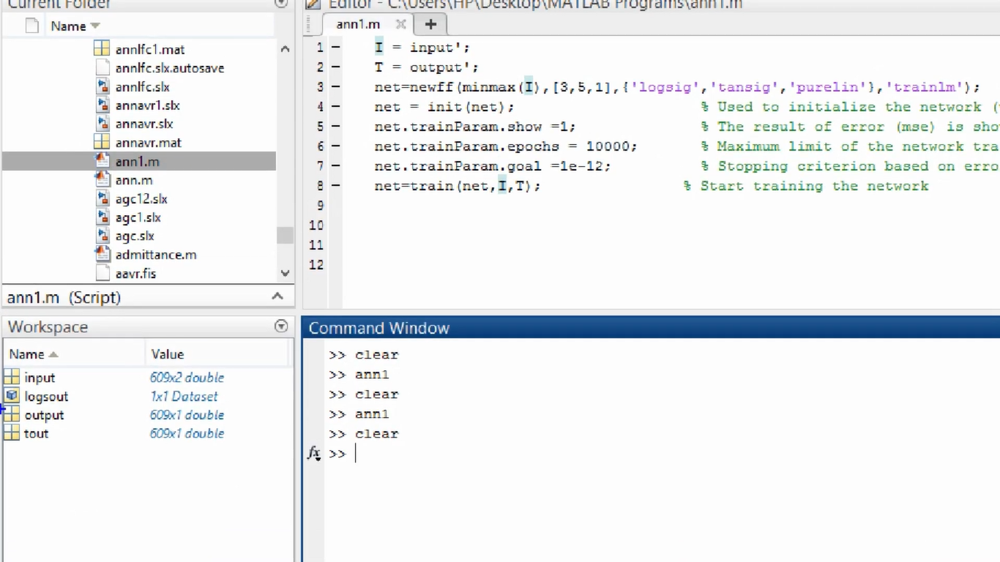 Current Folder
Name
annlfc1.mat
annlfc.slx.autosave
annlfc.slx
annavr1.slx
annavr.slx
annavr.mat
ann1.m
ann.m
agc12.slx
agc1.slx
agc.slx
admittance.m
aavr.fis
ann1.m (Script)
Workspace
Name Value
input 609x2 double
logsout 1x1 Dataset
output 609x1 double
tout 609x1 double
Editor - C:\Users\HP\Desktop\MATLAB Programs\ann1.m
ann1.m
1 I = input';
2 T = output';
3 net=newff(minmax(I),[3,5,1],{'logsig','tansig','purelin'},'trainlm');
4 net = init(net); % Used to initialize the network (
5 net.trainParam.show =1; % The result of error (mse) is sho
6 net.trainParam.epochs = 10000; % Maximum limit of the network tra
7 net.trainParam.goal =1e-12; % Stopping criterion based on erro
8 net=train(net,I,T); % Start training the network
9
10
11
12
Command Window
>> clear
>> ann1
>> clear
>> ann1
>> clear
fx >>